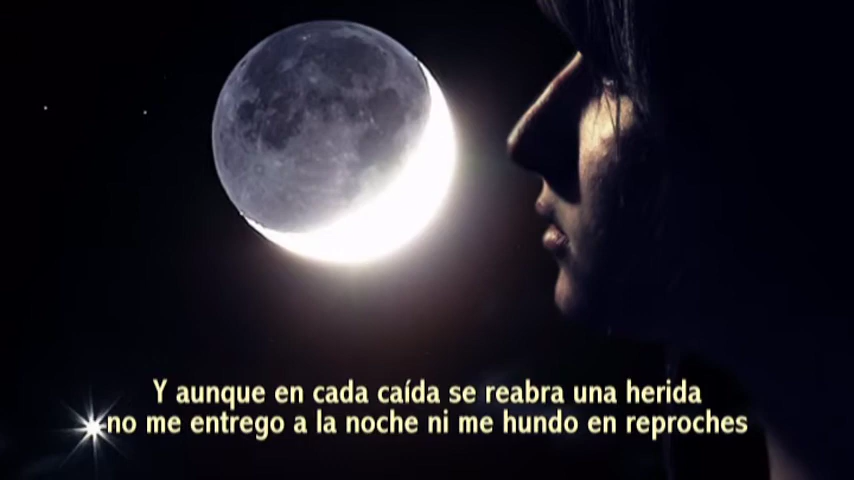 Y aunque en cada caída se reabra una herida
no me entrego a la noche ni me hundo en reproches